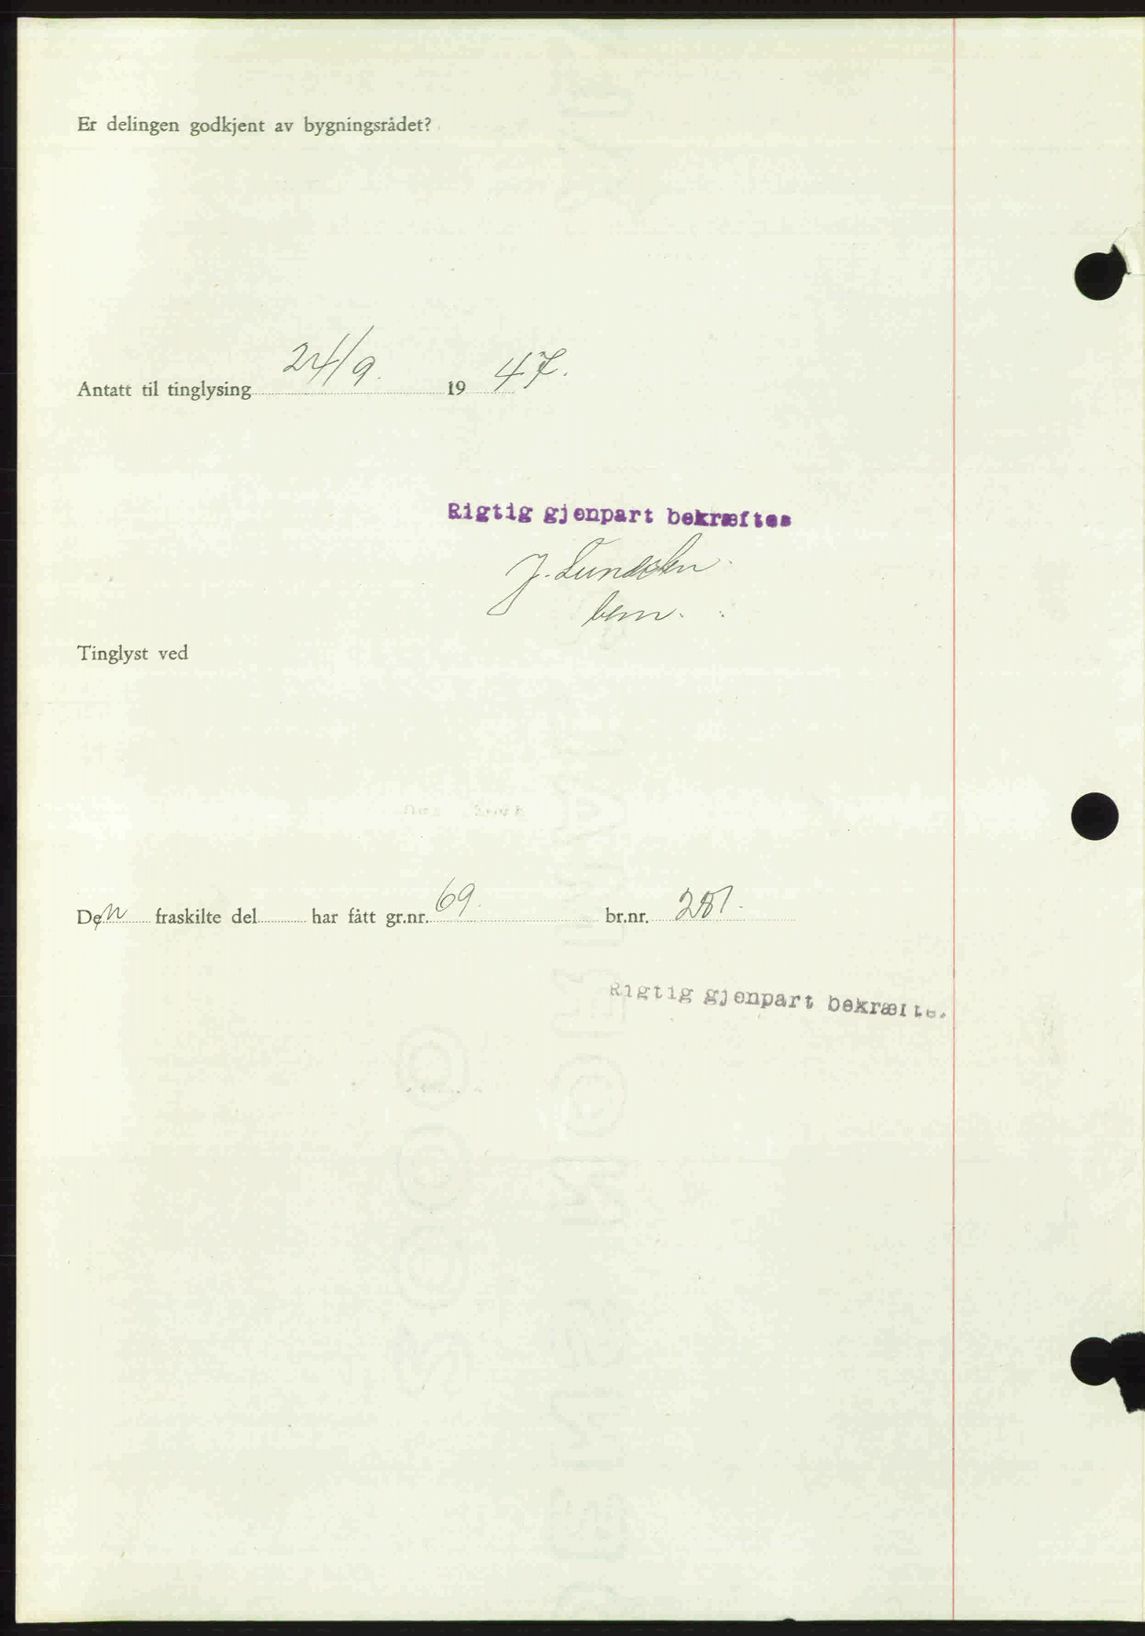 Er delingen godkjent av bygningsrådet?
Antatt til tinglysing 24/9. 19 47.
Rigtig gjenpart bekræftes
J.
bem.
Tinglyst ved
Den fraskilte del har fått gr.nr. 69. br.nr. 281.
Rigtig gjenpart bekræftes